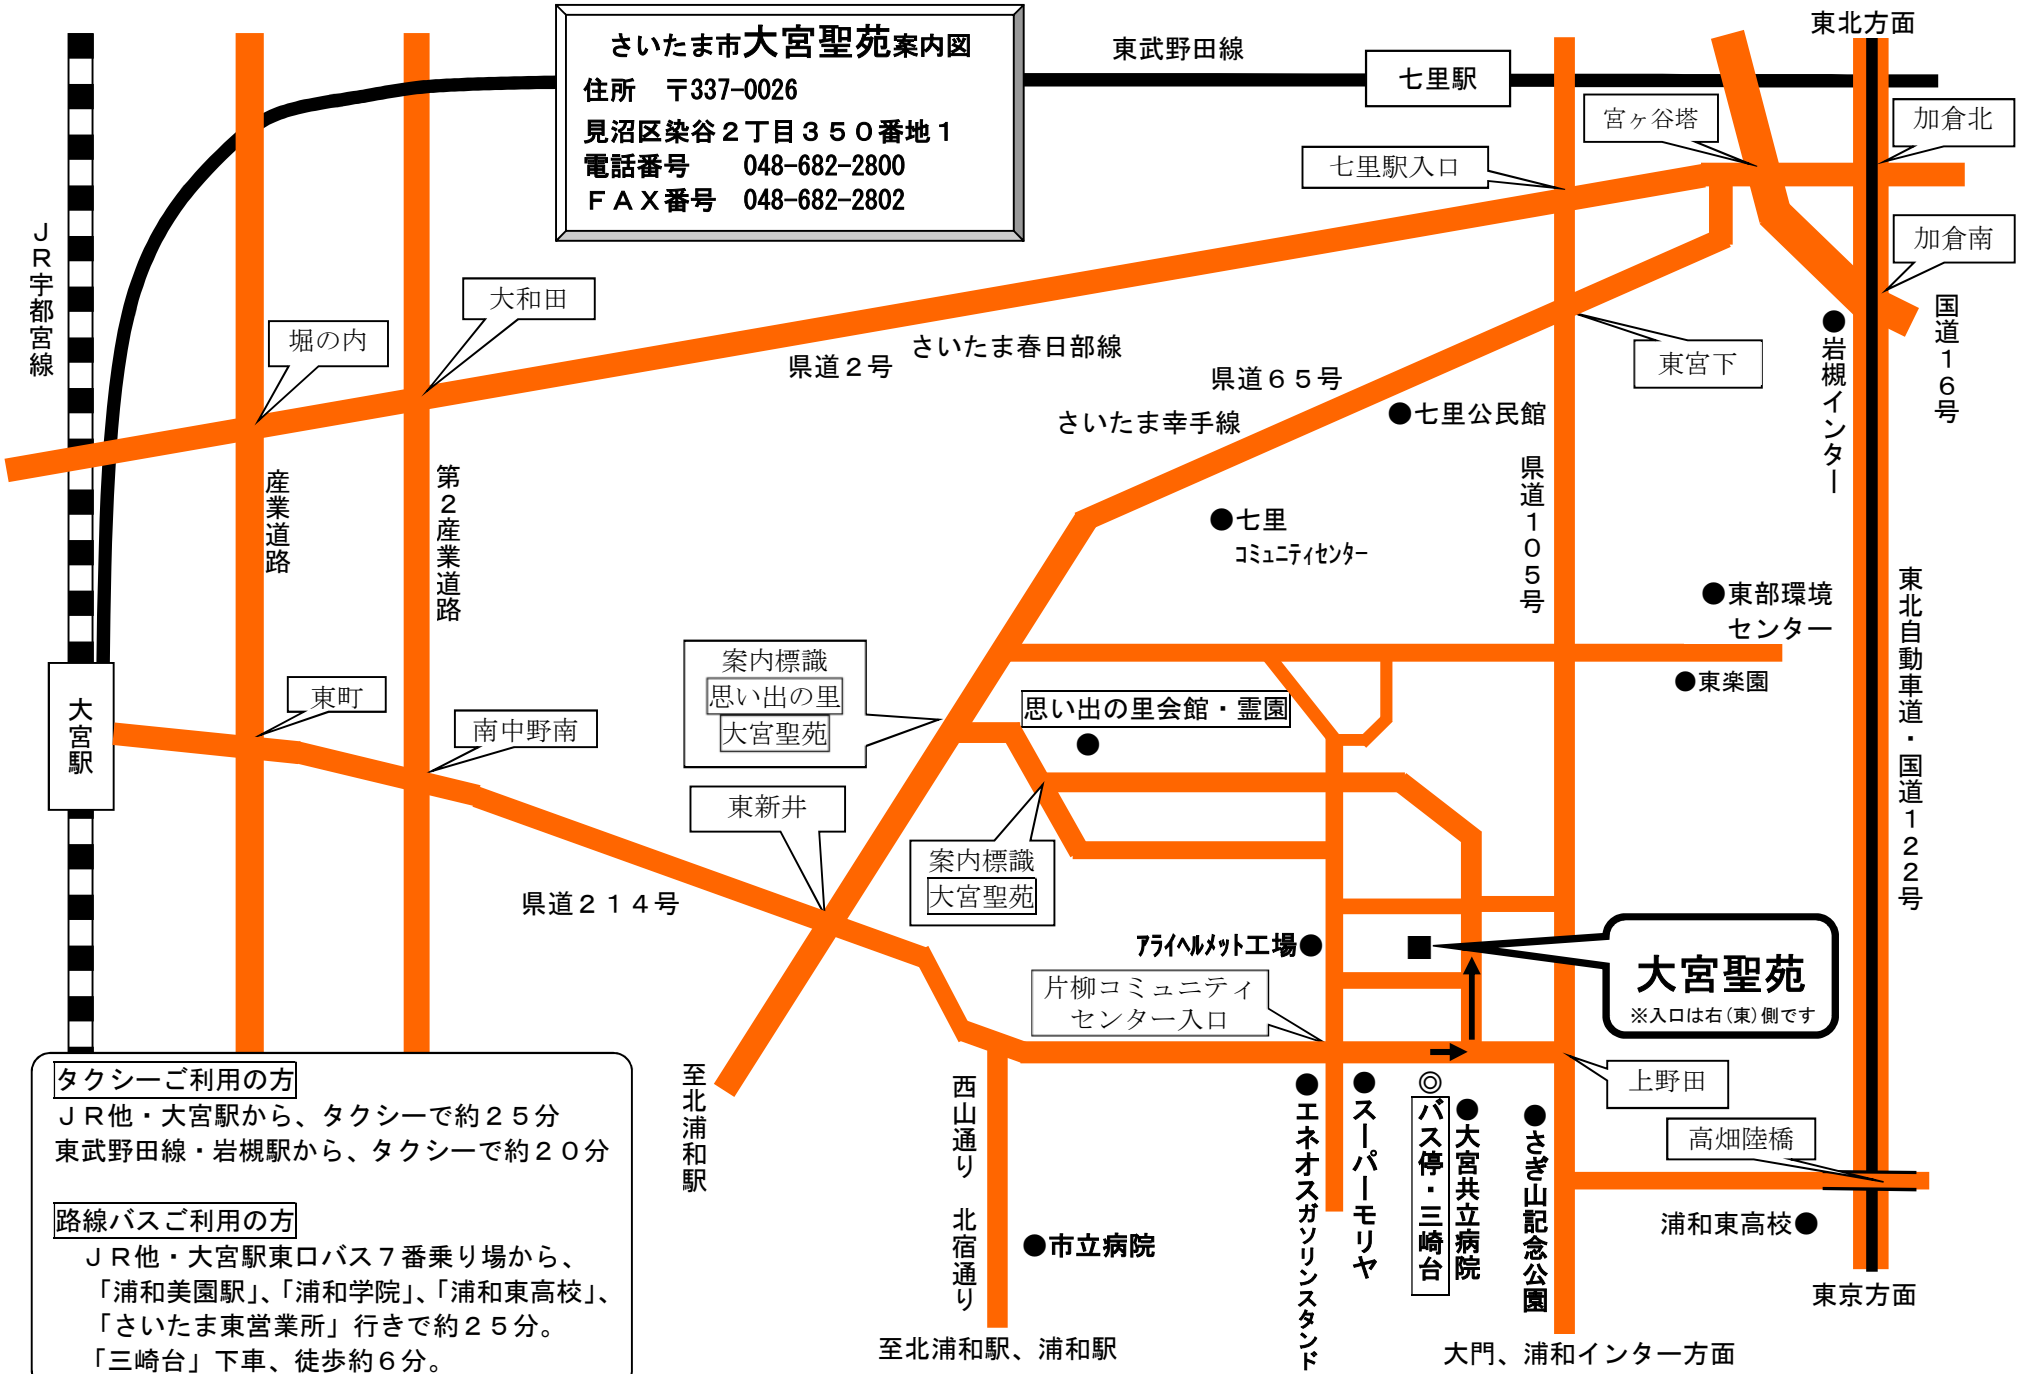 さいたま市大宮聖苑案内図
住所　〒337-0026
見沼区染谷２丁目３５０番地１
電話番号　048-682-2800
ＦＡＸ番号　048-682-2802
東武野田線
七里駅
東北方面
宮ヶ谷塔
加倉北
七里駅入口
加倉南
ＪＲ宇都宮線
大和田
堀の内
県道２号
さいたま春日部線
県道６５号
さいたま幸手線
東宮下
●岩槻インター
国道１６号
●七里公民館
産業道路
第２産業道路
県道１０５号
●七里
コミュニティセンター
●東部環境
センター
●東楽園
東北自動車道・国道１２２号
大宮駅
東町
南中野南
案内標識
思い出の里
大宮聖苑
思い出の里会館・霊園
●
東新井
案内標識
大宮聖苑
県道２１４号
アライヘルメット工場●
■
大宮聖苑
※入口は右(東)側です
片柳コミュニティ
センター入口
上野田
高畑陸橋
至北浦和駅
西山通り　北宿通り
●市立病院
●エネオスガソリンスタンド
●スーパーモリヤ
◎バス停・三崎台
●大宮共立病院
●さぎ山記念公園
浦和東高校●
東京方面
至北浦和駅、浦和駅
大門、浦和インター方面
タクシーご利用の方
ＪＲ他・大宮駅から、タクシーで約２５分
東武野田線・岩槻駅から、タクシーで約２０分
路線バスご利用の方
ＪＲ他・大宮駅東口バス７番乗り場から、
「浦和美園駅」、「浦和学院」、「浦和東高校」、
「さいたま東営業所」行きで約２５分。
「三崎台」下車、徒歩約６分。